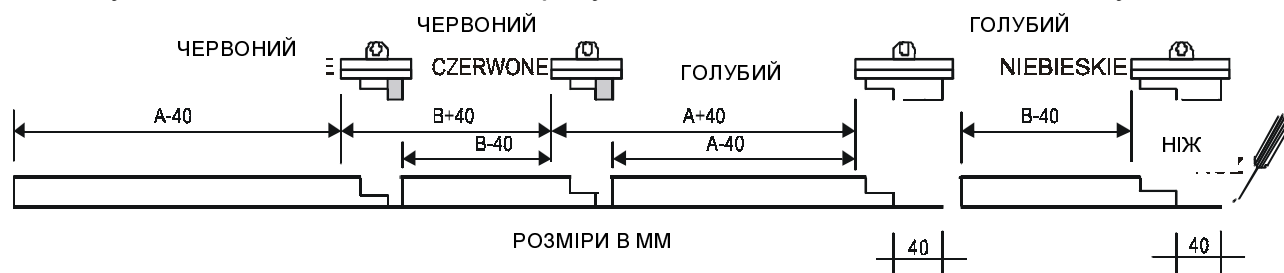 ЧЕРВОНИЙ
ЧЕРВОНИЙ
CZERWONE
ГОЛУБИЙ
ГОЛУБИЙ
NIEBIESKIE
A-40
B+40
A+40
B-40
B-40
A-40
НІЖ
РОЗМІРИ В ММ
40
40